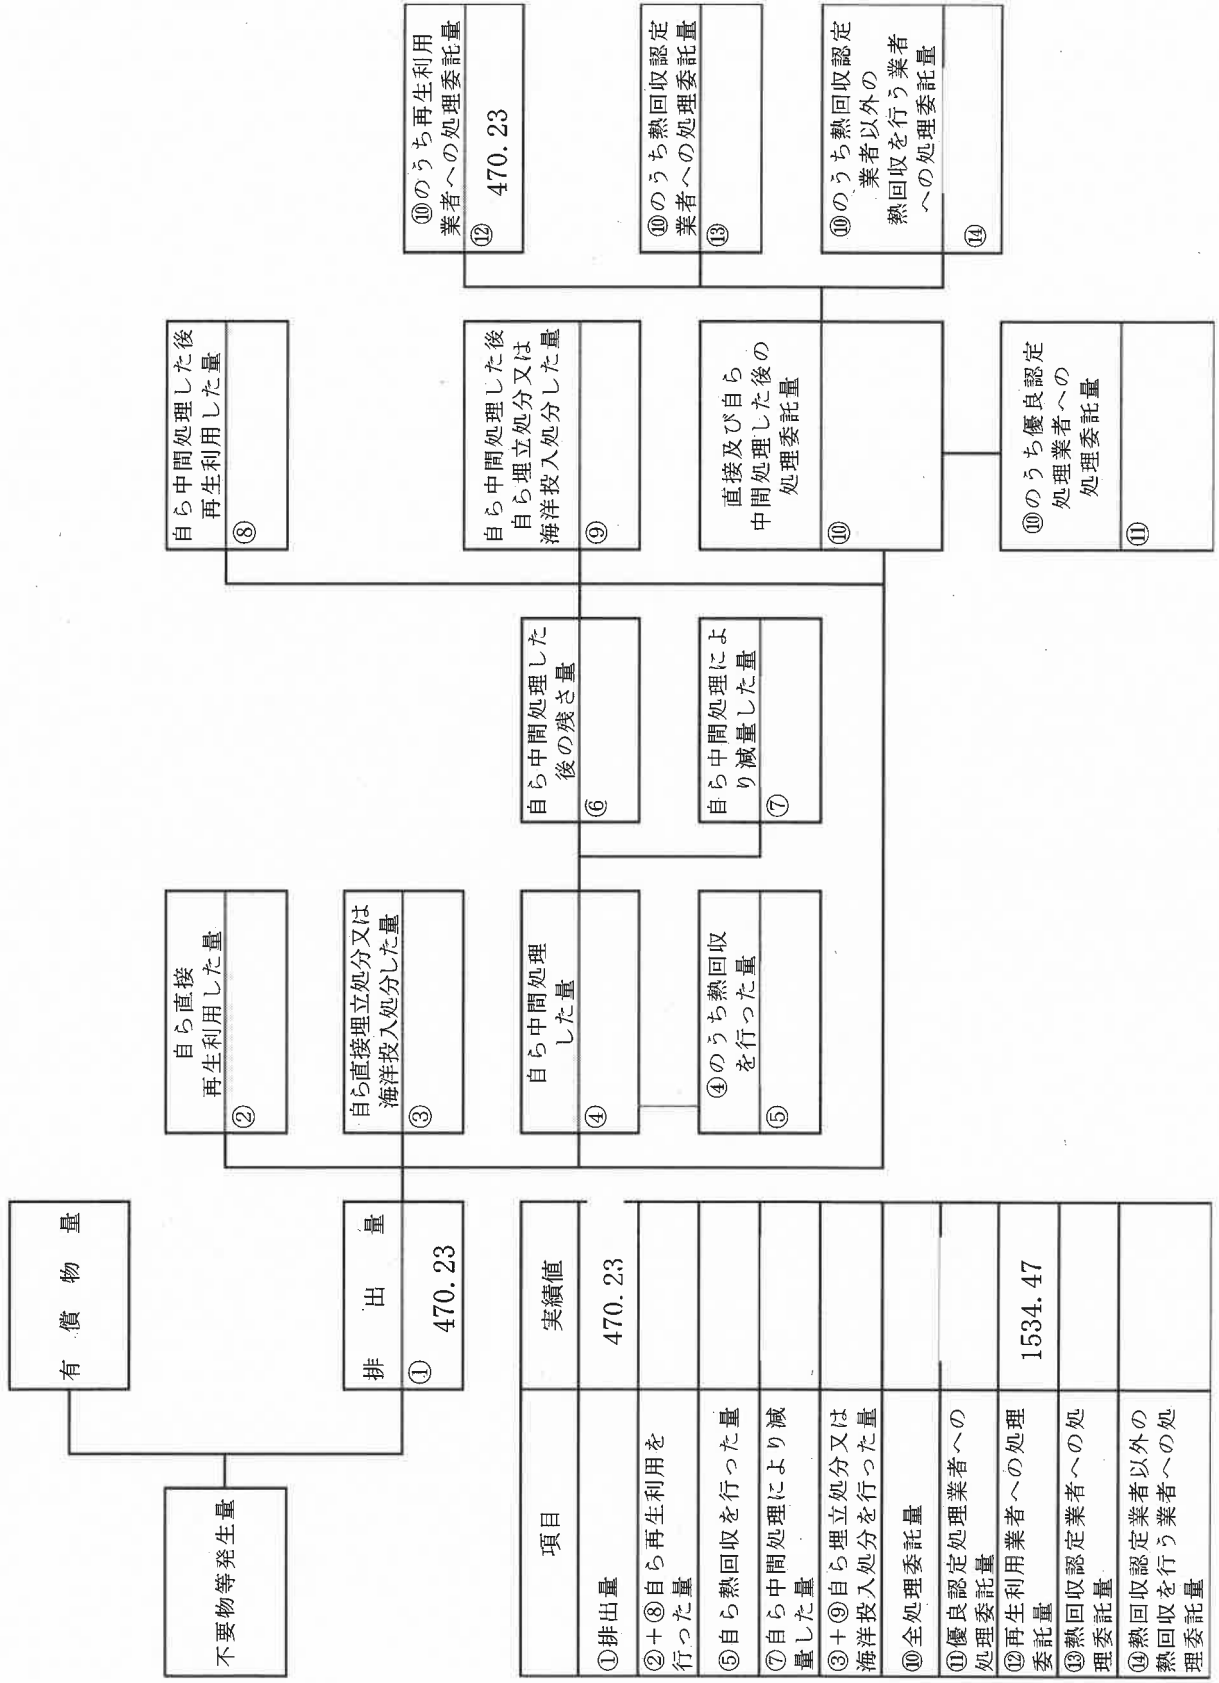 不要物等発生量
有償物量
排出量
①
470.23
自ら直接
再生利用した量
②
自ら直接埋立処分又は
海洋投入処分した量
③
自ら中間処理
した量
④
④のうち熱回収
を行った量
⑤
自ら中間処理した
後の残さ量
⑥
自ら中間処理によ
り減量した量
⑦
自ら中間処理した後
再生利用した量
⑧
自ら中間処理した後
自ら埋立処分又は
海洋投入処分した量
⑨
直接及び自ら
中間処理した後の
処理委託量
⑩
⑩のうち優良認定
処理業者への
処理委託量
⑪
⑩のうち再生利用
業者への処理委託量
⑫
470.23
⑩のうち熱回収認定
業者への処理委託量
⑬
⑩のうち熱回収認定
業者以外の
熱回収を行う業者
への処理委託量
⑭
項目
実績値
①排出量
470.23
②+⑧自ら再生利用を
行った量
⑤自ら熱回収を行った量
⑦自ら中間処理により減
量した量
③+⑨自ら埋立処分又は
海洋投入処分を行った量
⑩全処理委託量
⑪優良認定処理業者への
処理委託量
⑫再生利用業者への処理
委託量
1534.47
⑬熱回収認定業者への処
理委託量
⑭熱回収認定業者以外の
熱回収を行う業者への処
理委託量